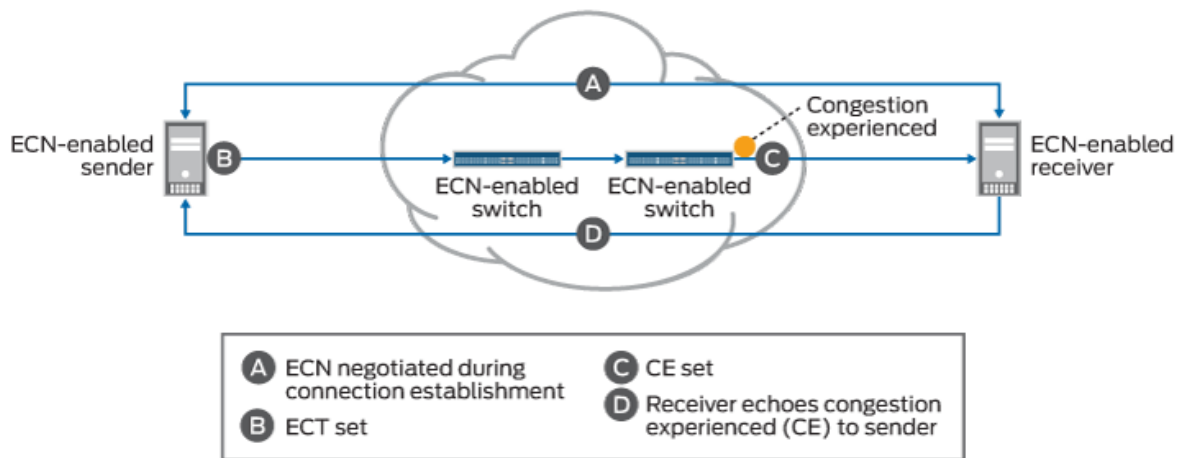 A
Congestion
experienced
ECN-enabled
sender
B
C
ECN-enabled
receiver
ECN-enabled
switch
ECN-enabled
switch
D
A ECN negotiated during
connection establishment
B ECT set
C CE set
D Receiver echoes congestion
experienced (CE) to sender